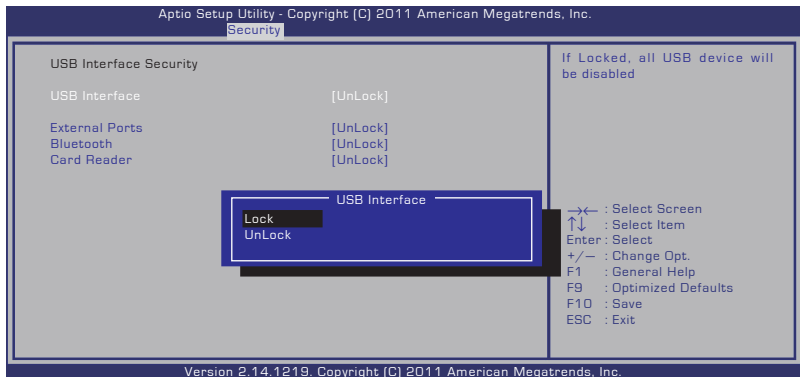 Aptio Setup Utility - Copyright (C) 2011 American Megatrends, Inc.
Security
USB Interface Security
USB Interface [UnLock]
External Ports [UnLock]
Bluetooth [UnLock]
Card Reader [UnLock]
USB Interface
Lock
UnLock
If Locked, all USB device will
be disabled
→← : Select Screen
↑↓ : Select Item
Enter : Select
+/− : Change Opt.
F1 : General Help
F9 : Optimized Defaults
F10 : Save
ESC : Exit
Version 2.14.1219. Copyright (C) 2011 American Megatrends, Inc.